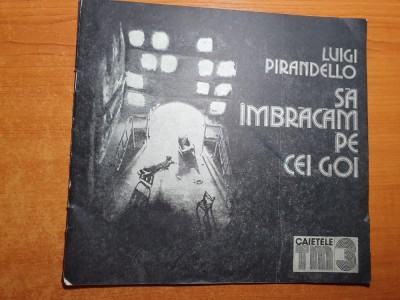 LUIGI
PIRANDELLO
SĂ
ÎMBRĂCĂM
PE
CEI GOI
CAIETELE
TM3